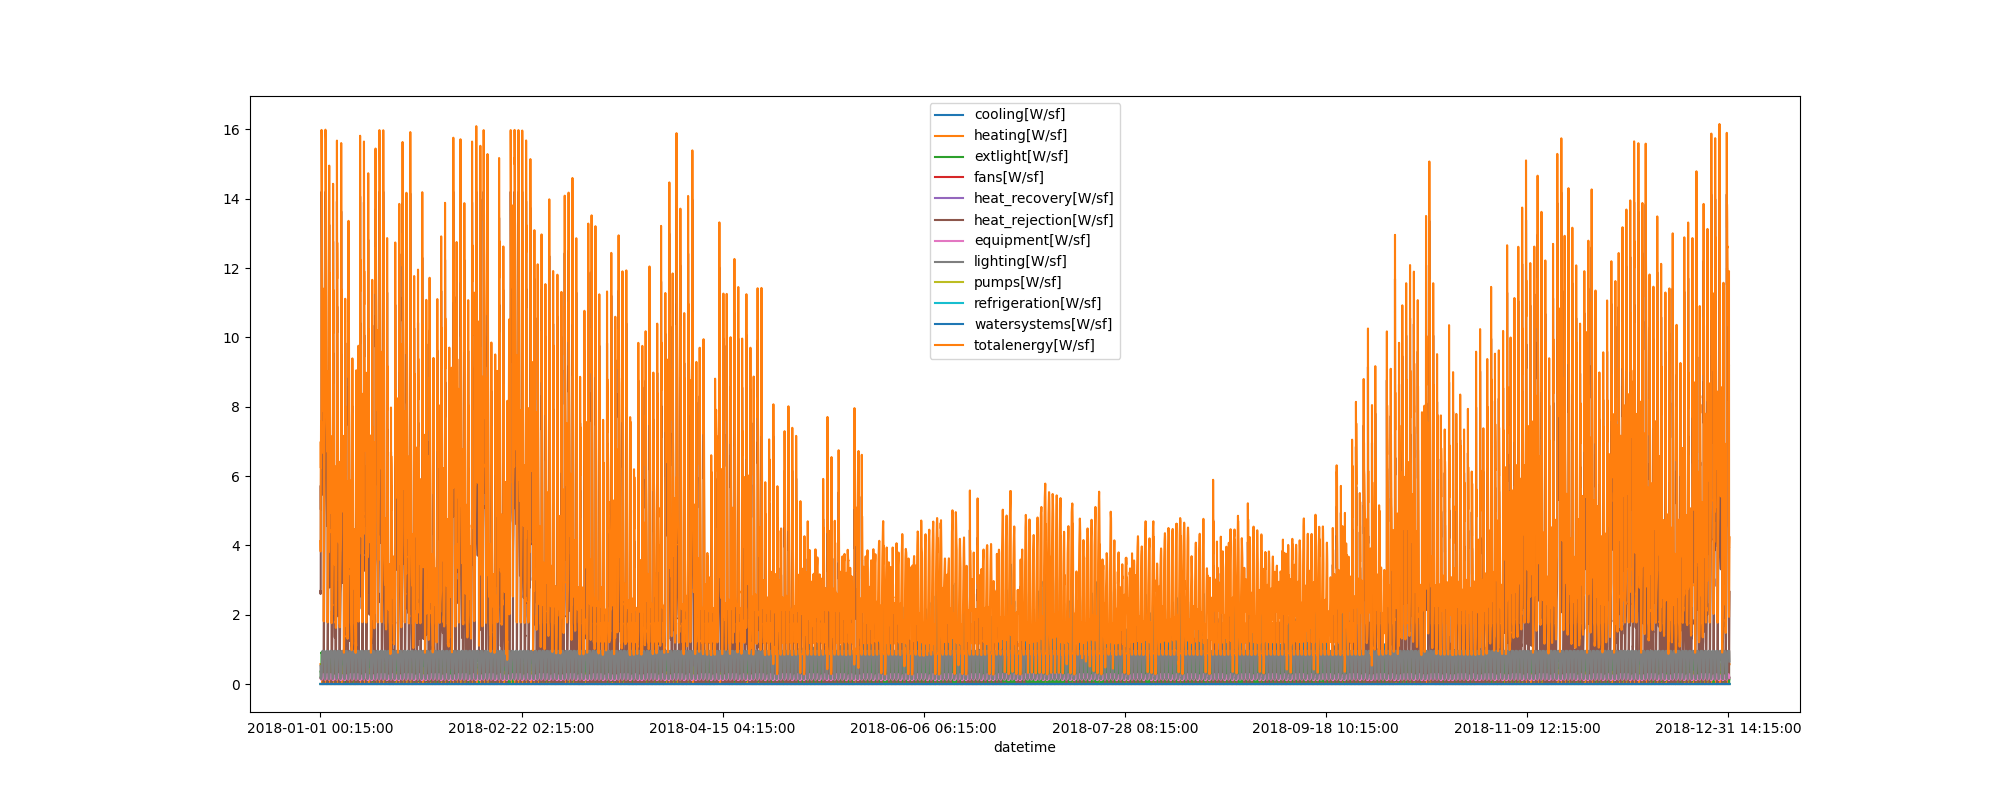 16
14
12
10
8
6
4
2
0
cooling[W/sf]
heating[W/sf]
extlight[W/sf]
fans[W/sf]
heat_recovery[W/sf]
heat_rejection[W/sf]
equipment[W/sf]
lighting[W/sf]
pumps[W/sf]
refrigeration[W/sf]
watersystems[W/sf]
totalenergy[W/sf]
2018-01-01 00:15:00 2018-02-22 02:15:00 2018-04-15 04:15:00 2018-06-06 06:15:00 2018-07-28 08:15:00 2018-09-18 10:15:00 2018-11-09 12:15:00 2018-12-31 14:15:00
datetime